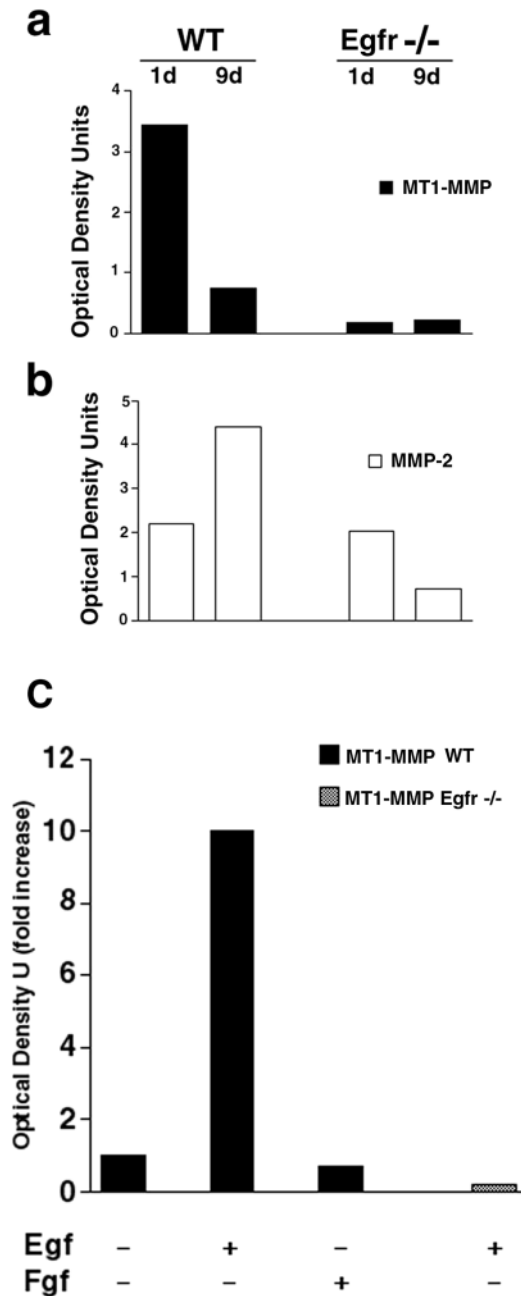 a
WT Egfr -/-
1d 9d 1d 9d
Optical Density Units
4
3
2
1
0
MT1-MMP
b
Optical Density Units
5
4
3
2
1
0
MMP-2
C
Optical Density U (fold increase)
12
10
8
6
4
2
0
MT1-MMP WT
MT1-MMP Egfr -/-
Egf – + – +
Fgf – – + –